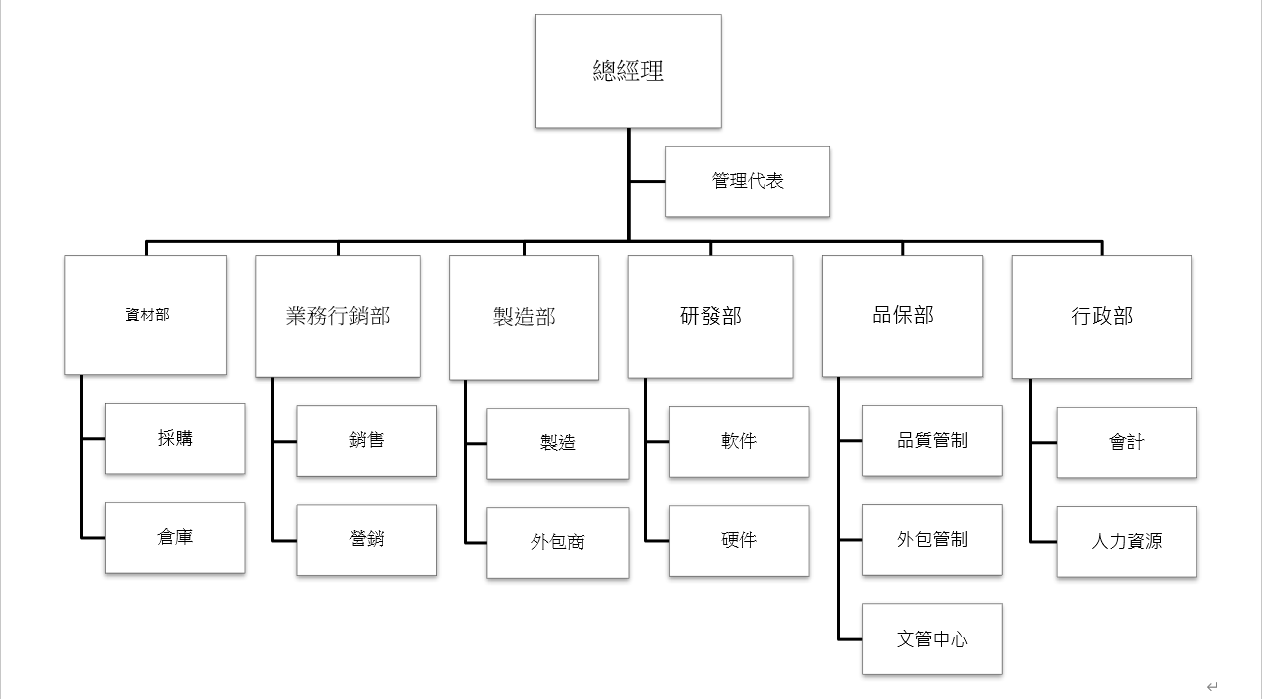 總經理
管理代表
資材部
業務行銷部
製造部
研發部
品保部
行政部
採購
銷售
製造
軟件
品質管制
會計
倉庫
營銷
外包商
硬件
外包管制
人力資源
文管中心